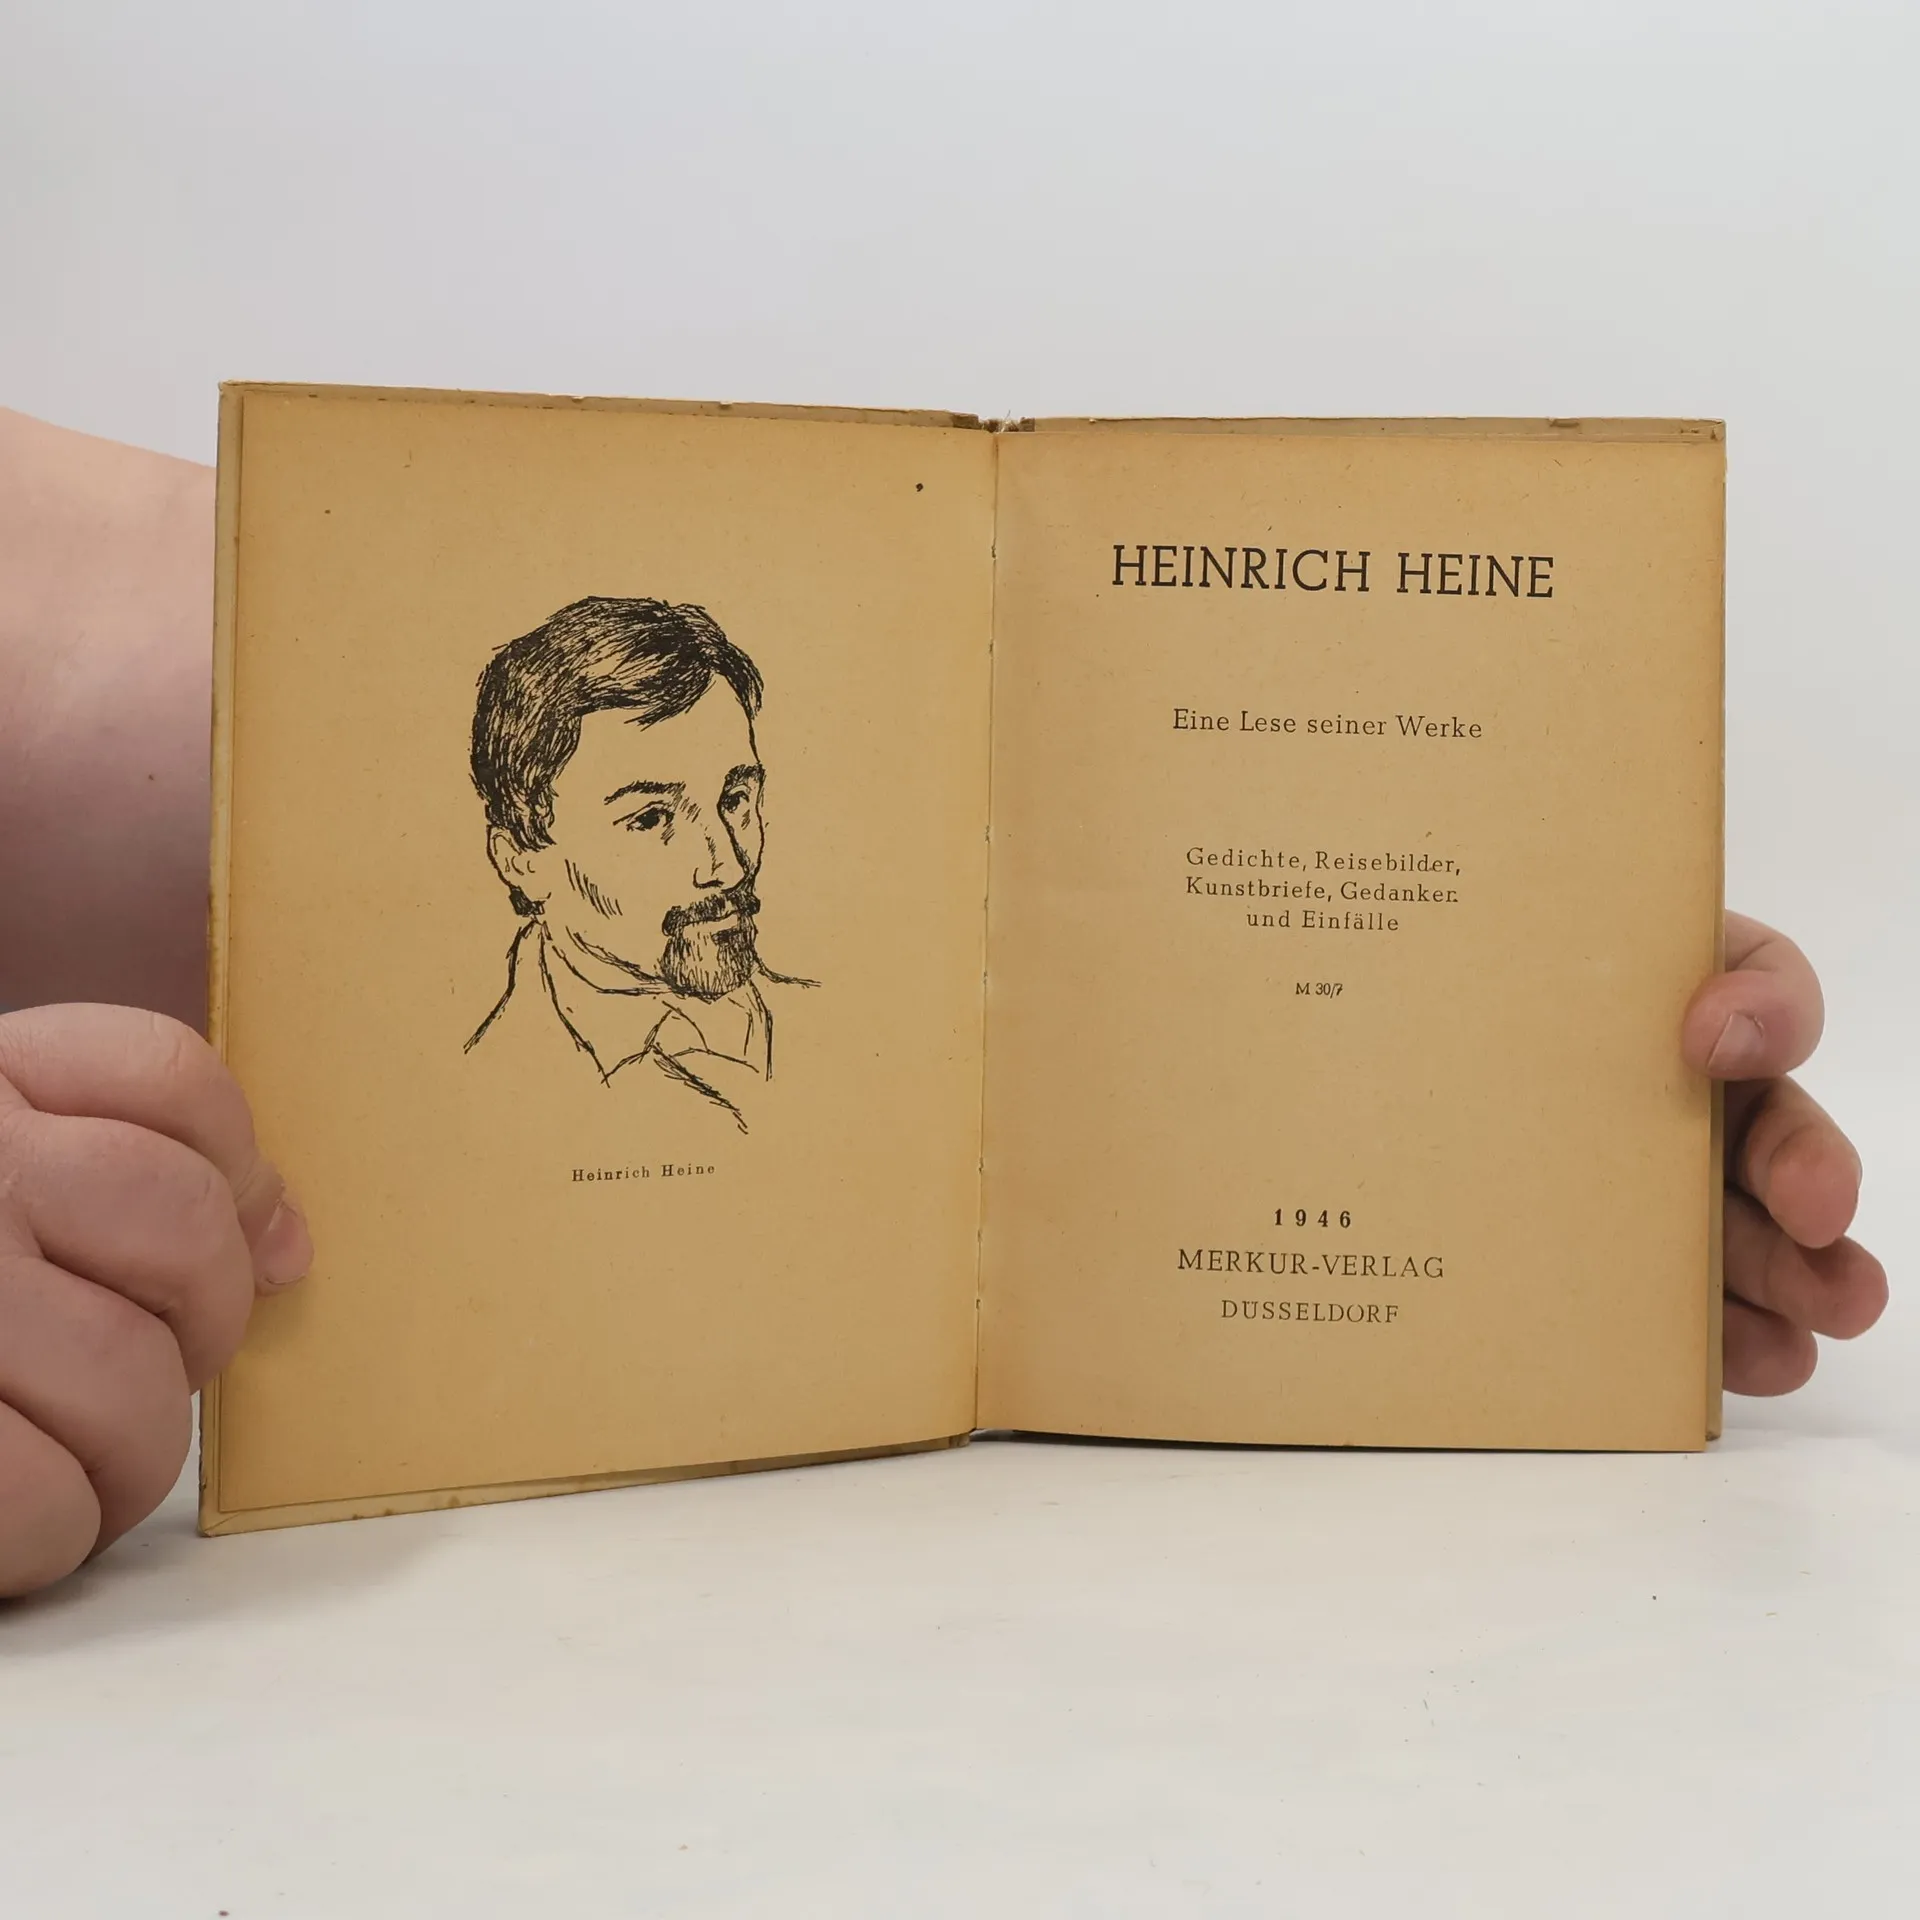 Heinrich Heine
HEINRICH HEINE
Eine Lese seiner Werke
Gedichte, Reisebilder,
Kunstbriefe, Gedanken
und Einfälle
M 30/7
1946
MERKUR-VERLAG
DÜSSELDORF